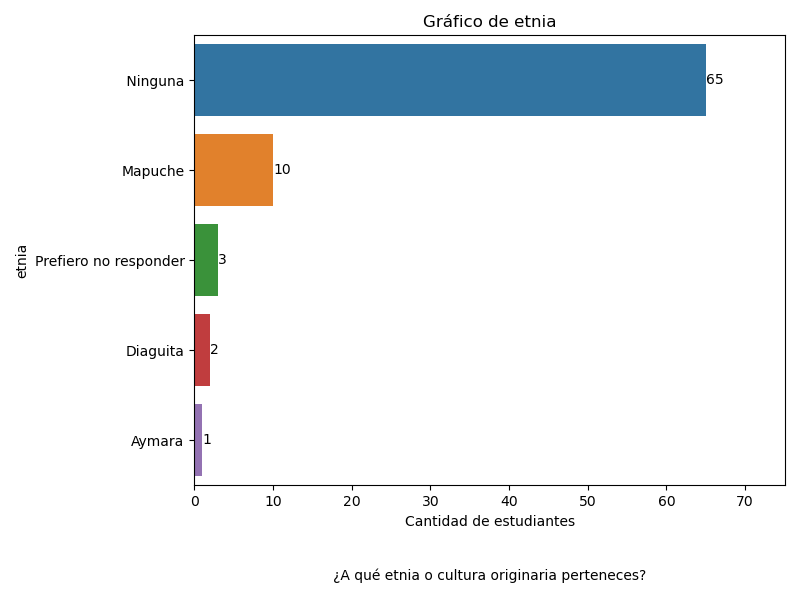 Gráfico de etnia
Ninguna
65
Mapuche
10
Prefiero no responder
3
Diaguita
2
Aymara
1
etnia
0 10 20 30 40 50 60 70
Cantidad de estudiantes
¿A qué etnia o cultura originaria perteneces?